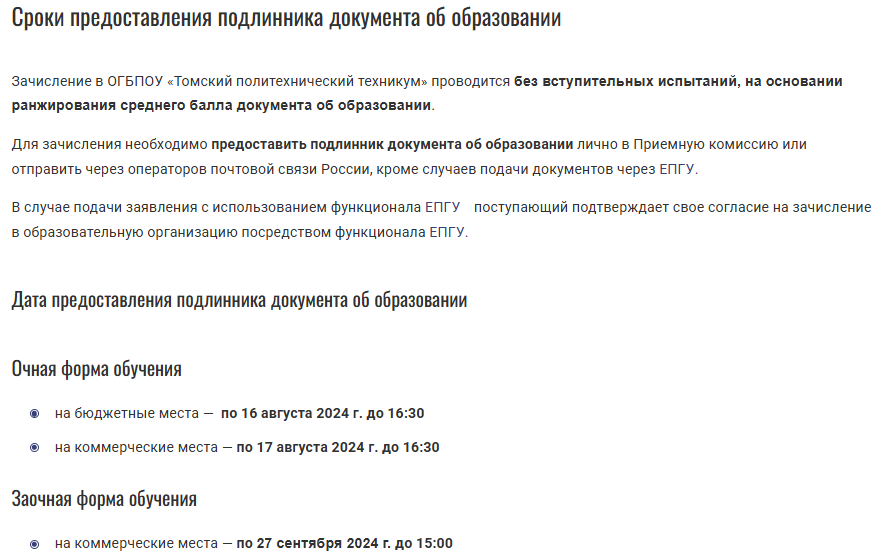 Сроки предоставления подлинника документа об образовании
Зачисление в ОГБПОУ «Томский политехнический техникум» проводится без вступительных испытаний, на основании
ранжирования среднего балла документа об образовании.
Для зачисления необходимо предоставить подлинник документа об образовании лично в Приемную комиссию или
отправить через операторов почтовой связи России, кроме случаев подачи документов через ЕПГУ.
В случае подачи заявления с использованием функционала ЕПГУ поступающий подтверждает свое согласие на зачисление
в образовательную организацию посредством функционала ЕПГУ.
Дата предоставления подлинника документа об образовании
Очная форма обучения
на бюджетные места — по 16 августа 2024 г. до 16:30
на коммерческие места — по 17 августа 2024 г. до 16:30
Заочная форма обучения
на коммерческие места — по 27 сентября 2024 г. до 15:00